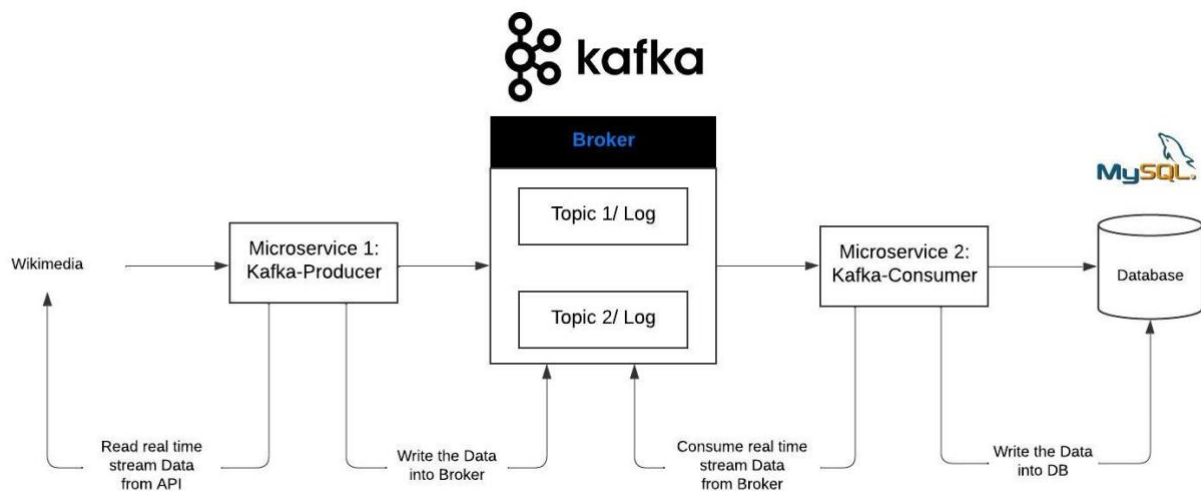 kafka
Broker
MySQL
Topic 1/ Log
Wikimedia
Microservice 1:
Kafka-Producer
Microservice 2:
Kafka-Consumer
Database
Topic 2/ Log
Read real time
stream Data
from API
Write the Data
into Broker
Consume real time
stream Data
from Broker
Write the Data
into DB